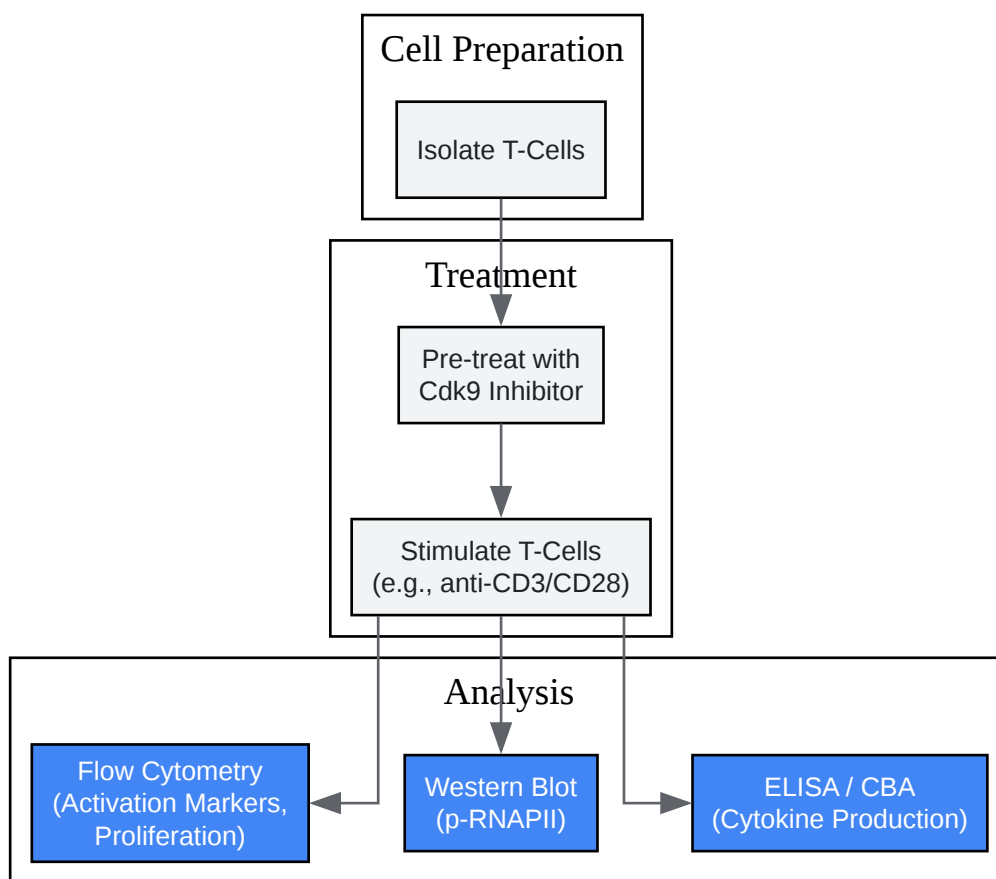 Cell Preparation
Isolate T-Cells
Treatment
Pre-treat with
Cdk9 Inhibitor
Stimulate T-Cells
(e.g., anti-CD3/CD28)
Analysis
Flow Cytometry
(Activation Markers,
Proliferation)
Western Blot
(p-RNAPII)
ELISA / CBA
(Cytokine Production)